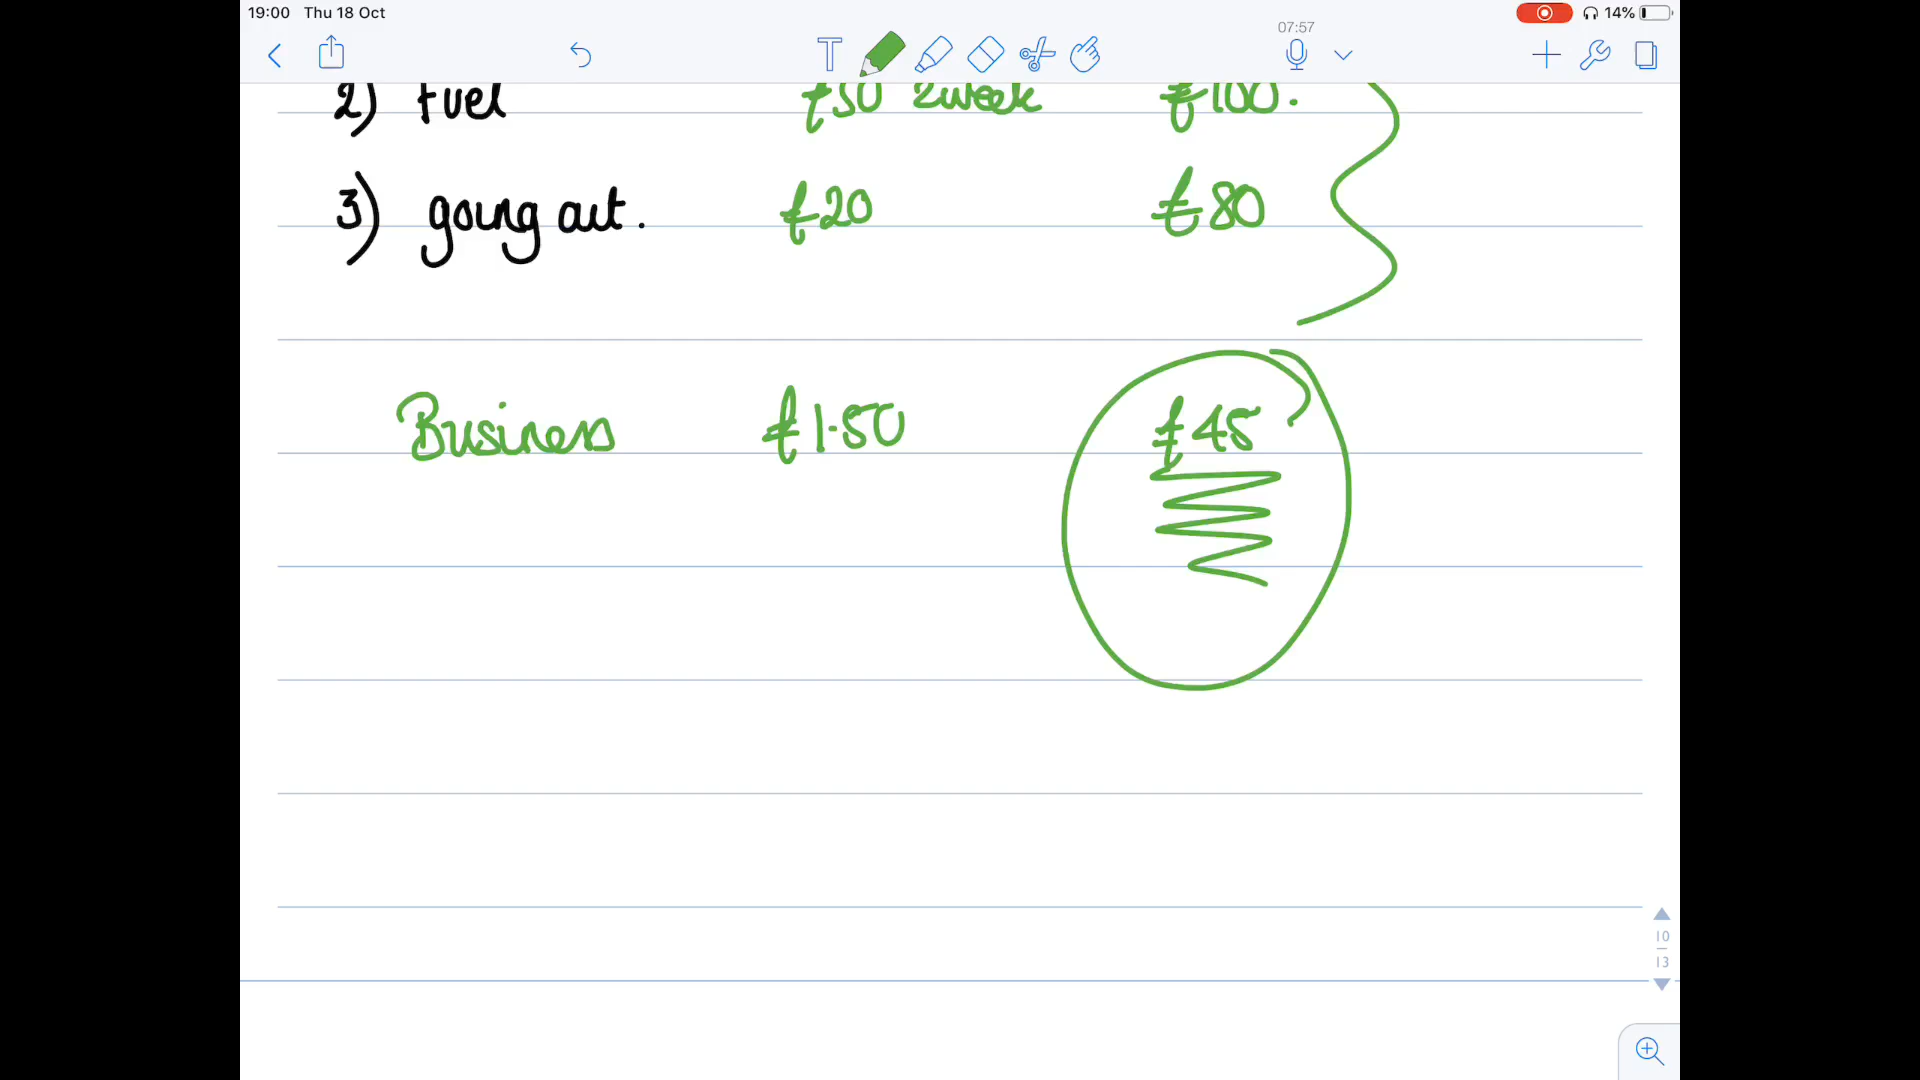 19:00 Thu 18 Oct 14%
07:57
T
2) Fuel £50 2week £100.
3) going out. £20 £80
Business £1.50 £45
10
13